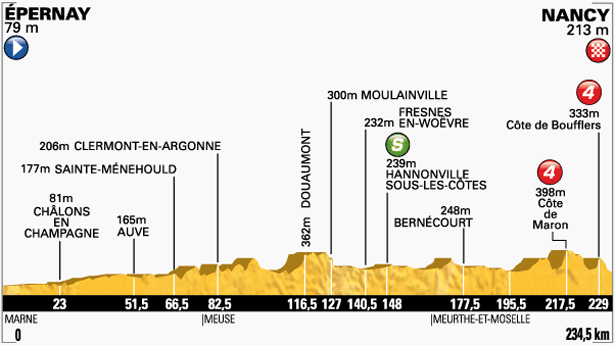 ÉPERNAY
79 m
NANCY
213 m
4
333m
Côte de Boufflers
300m MOULAINVILLE
FRESNES
232m EN-WOËVRE
S
239m
HANNONVILLE
SOUS-LES-CÔTES
206m CLERMONT-EN-ARGONNE
177m SAINTE-MÉNEHOULD
362m DOUAUMONT
4
398m
Côte
de
Maron
81m
CHÂLONS
EN
CHAMPAGNE
165m
AUVE
248m
BERNÉCOURT
23 51,5 66,5 82,5 116,5 127 140,5 148 177,5 195,5 217,5 229
MARNE MEUSE MEURTHE-ET-MOSELLE
0 234,5 km